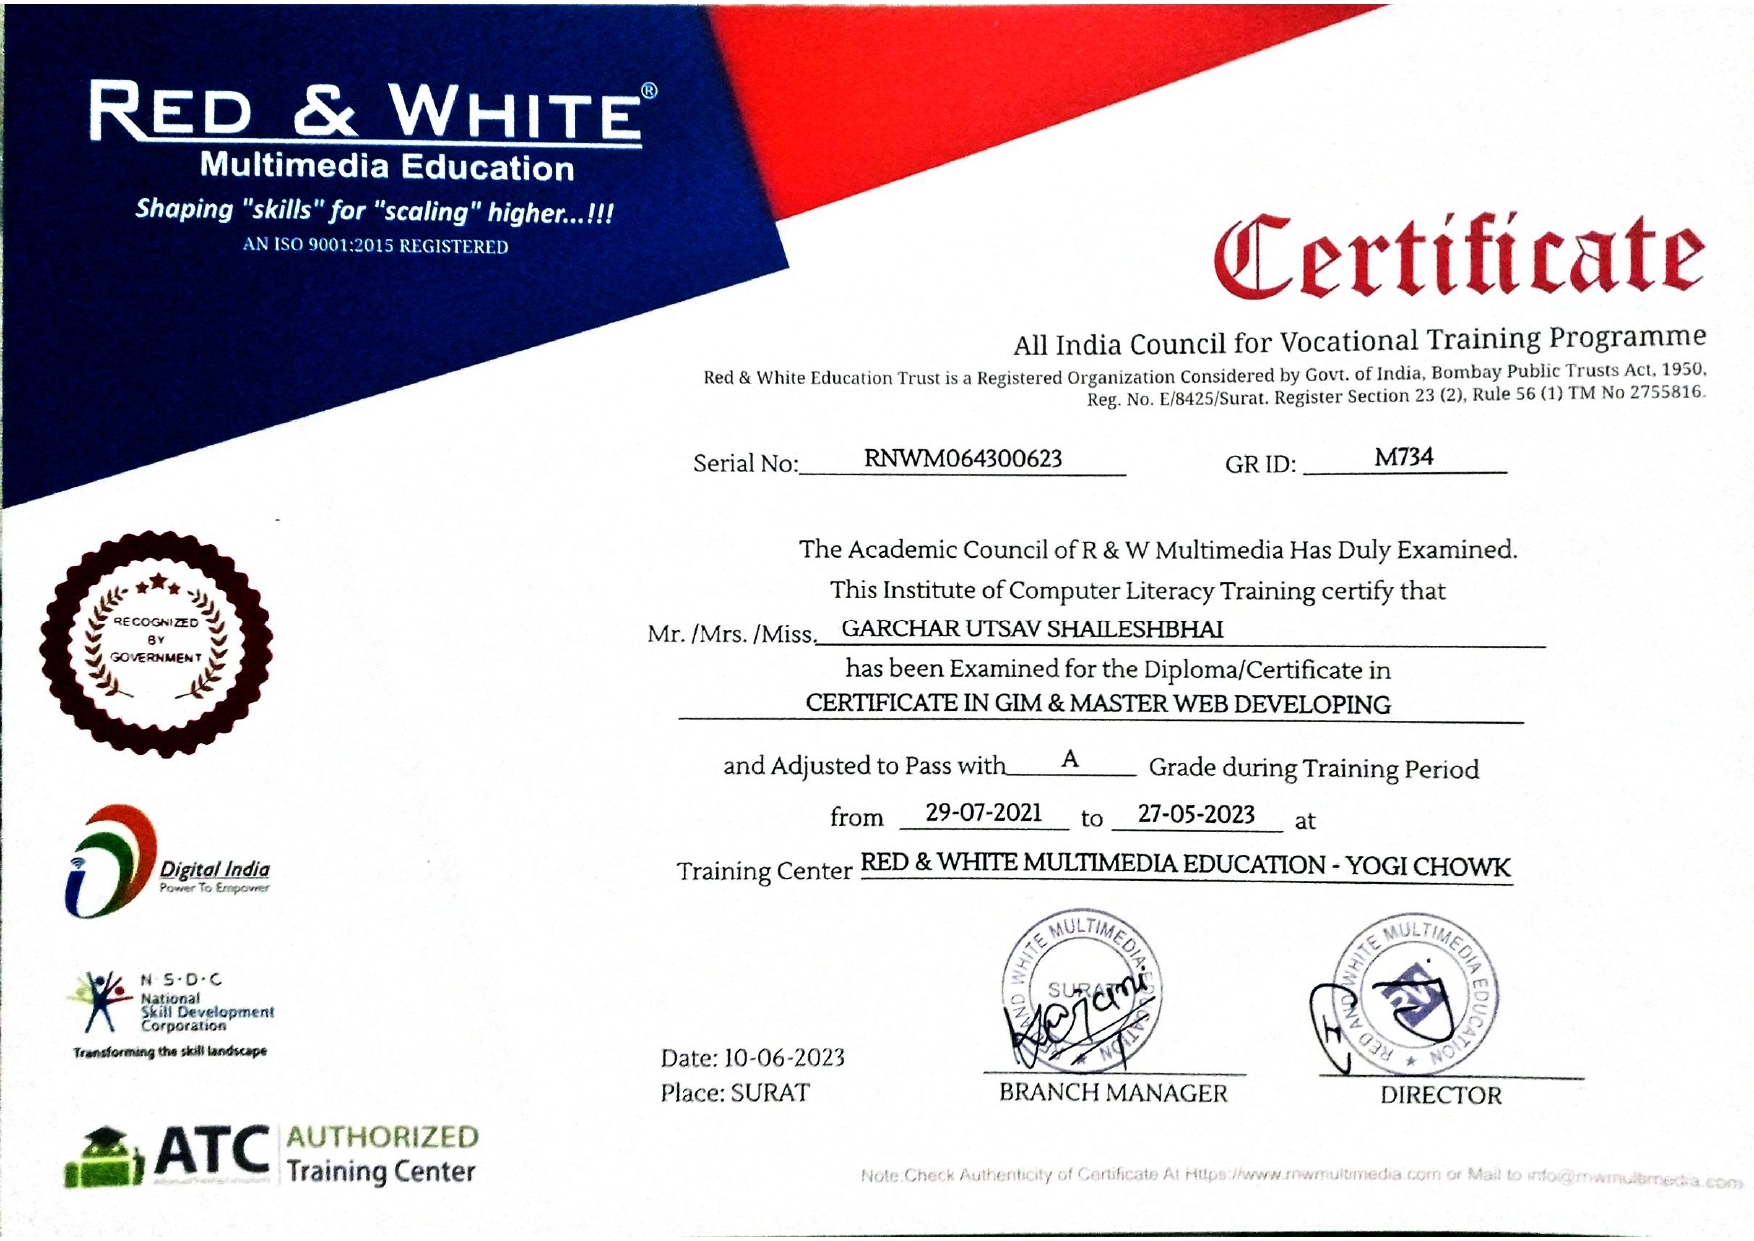 RED & WHITE®
Multimedia Education
Shaping "skills" for "scaling" higher...!!!
AN ISO 9001:2015 REGISTERED
Certificate
All India Council for Vocational Training Programme
Red & White Education Trust is a Registered Organization Considered by Govt. of India, Bombay Public Trusts Act, 1950,
Reg. No. E/8425/Surat. Register Section 23 (2), Rule 56 (1) TM No 2755816.
Serial No: RNWM064300623 GR ID: M734
RECOGNIZED
BY
GOVERNMENT
The Academic Council of R & W Multimedia Has Duly Examined.
This Institute of Computer Literacy Training certify that
Mr. /Mrs. /Miss. GARCHAR UTSAV SHAILESHBHAI
has been Examined for the Diploma/Certificate in
CERTIFICATE IN GIM & MASTER WEB DEVELOPING
and Adjusted to Pass with A Grade during Training Period
from 29-07-2021 to 27-05-2023 at
Training Center RED & WHITE MULTIMEDIA EDUCATION - YOGI CHOWK
Digital India
Power To Empower
N·S·D·C
National
Skill Development
Corporation
Transforming the skill landscape
RED AND WHITE MULTIMEDIA EDUCATION
SURAT
RED AND WHITE MULTIMEDIA EDUCATION
Date: 10-06-2023
Place: SURAT
BRANCH MANAGER
DIRECTOR
ATC AUTHORIZED
Training Center
Note:Check Authenticity of Certificate At Https://www.rnwmultimedia.com or Mail to info@rnwmultimedia.com